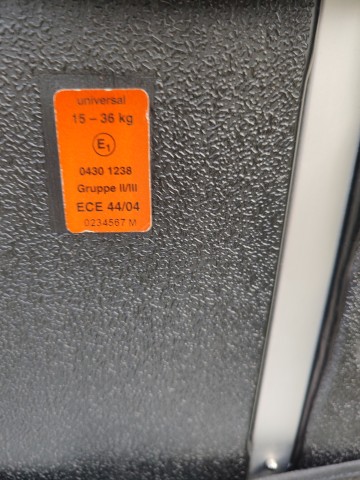 universal
15 – 36 kg
E1
0430 1238
Gruppe II/III
ECE 44/04
0234567 M